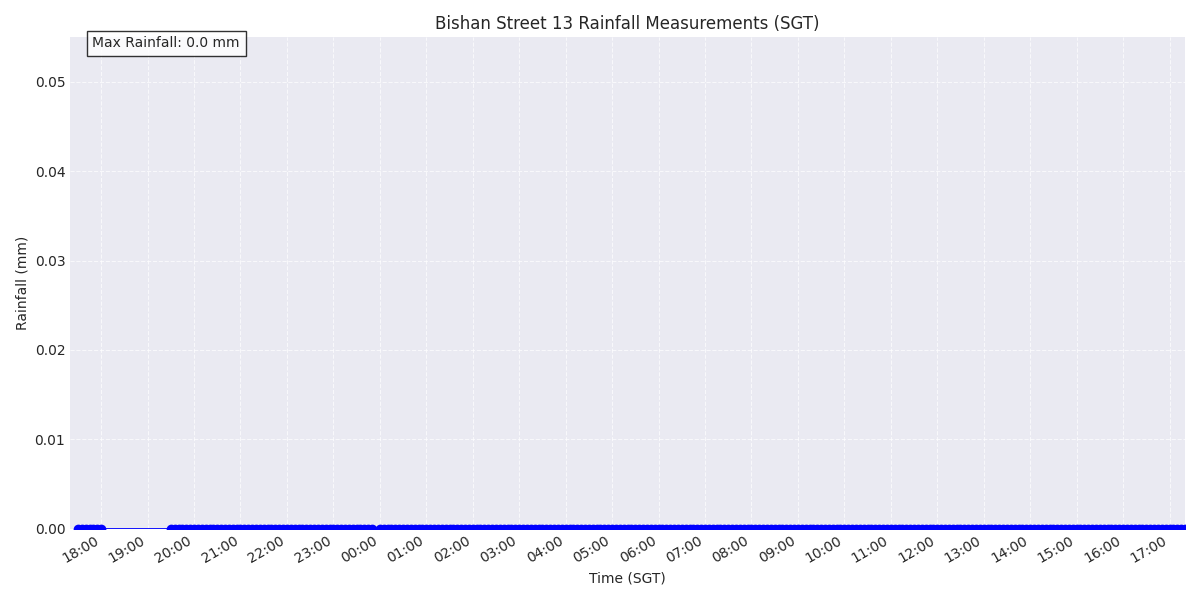 Bishan Street 13 Rainfall Measurements (SGT)
Max Rainfall: 0.0 mm
Rainfall (mm)
0.05
0.04
0.03
0.02
0.01
0.00
18:00 19:00 20:00 21:00 22:00 23:00 00:00 01:00 02:00 03:00 04:00 05:00 06:00 07:00 08:00 09:00 10:00 11:00 12:00 13:00 14:00 15:00 16:00 17:00
Time (SGT)